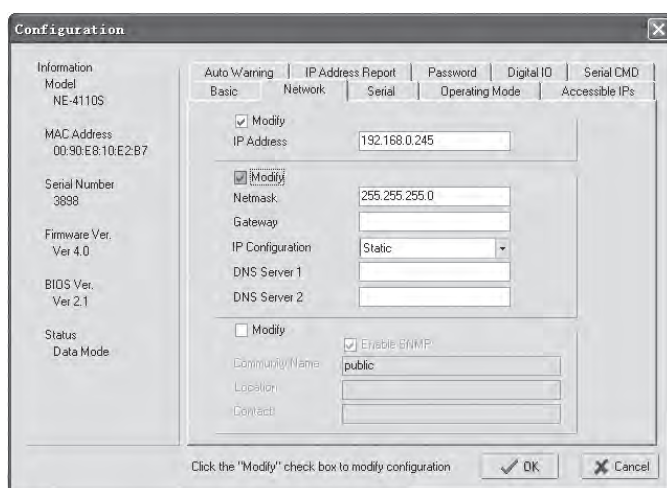 Configuration
Information
Model
NE-4110S
MAC Address
00:90:E8:10:E2:B7
Serial Number
3898
Firmware Ver.
Ver 4.0
BIOS Ver.
Ver 2.1
Status
Data Mode
Auto Warning IP Address Report Password Digital IO Serial CMD
Basic Network Serial Operating Mode Accessible IPs
Modify
IP Address 192.168.0.245
Modify
Netmask 255.255.255.0
Gateway
IP Configuration Static
DNS Server 1
DNS Server 2
Modify
Enable SNMP
Community Name public
Location
Contact
Click the "Modify" check box to modify configuration OK Cancel